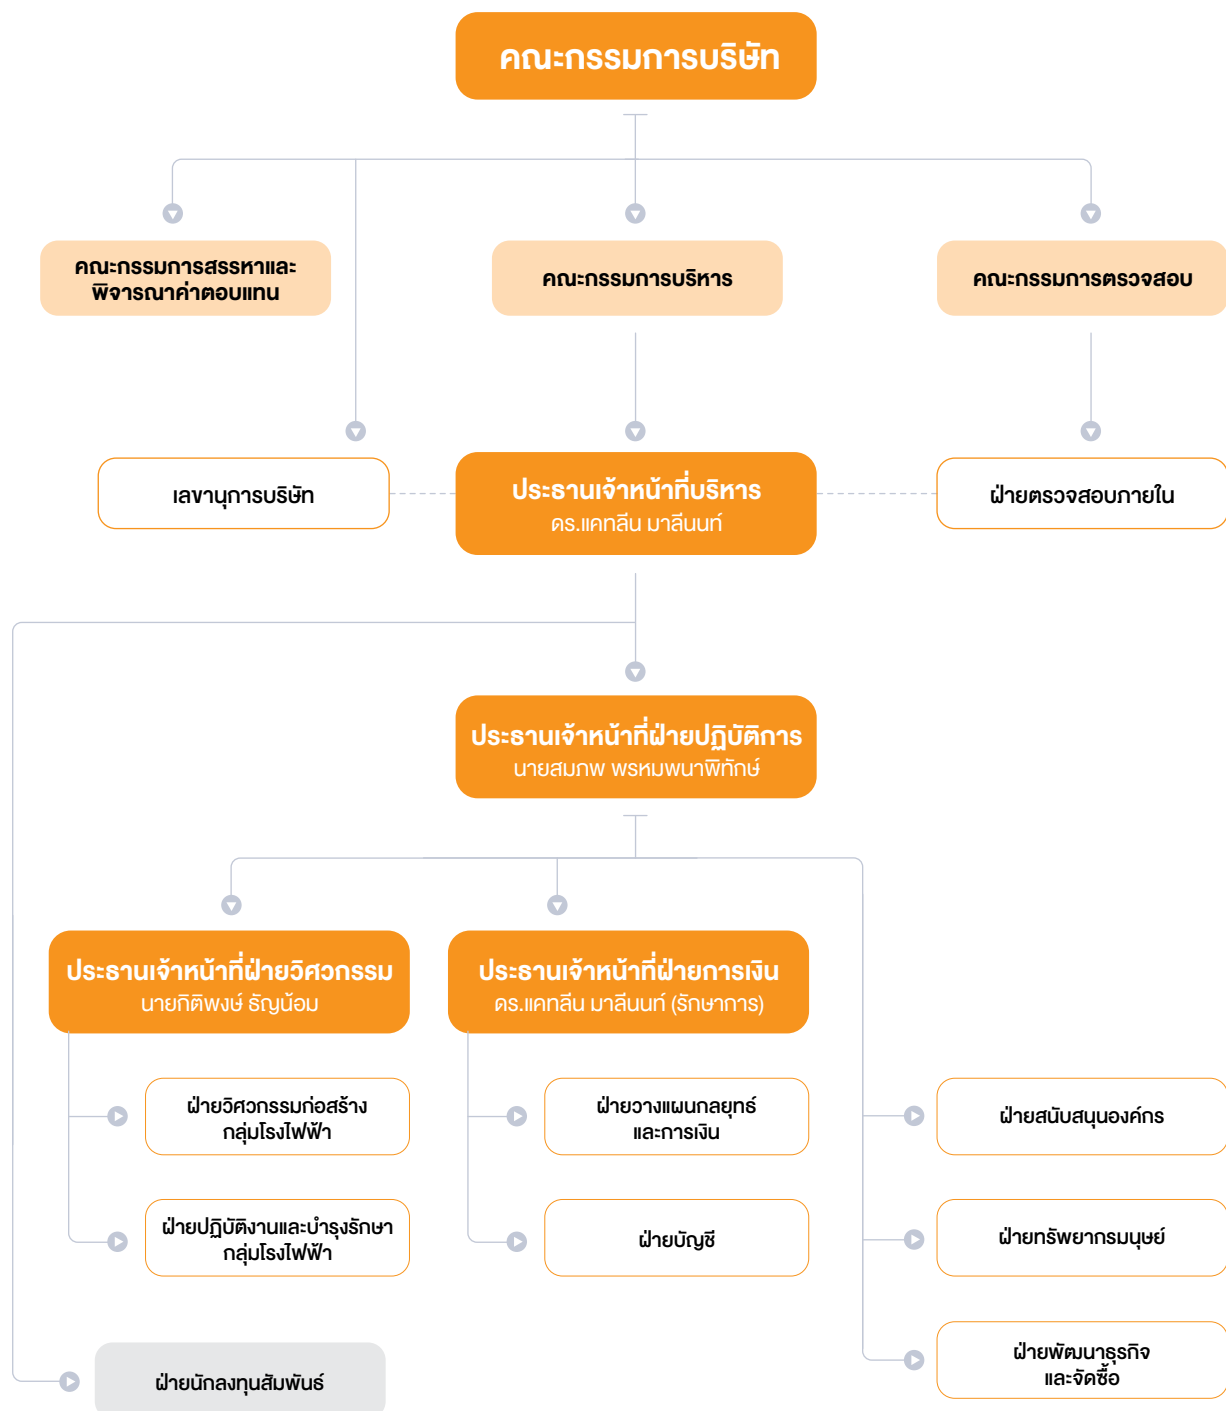 คณะกรรมการบริษัท
คณะกรรมการสรรหาและ
พิจารณาค่าตอบแทน
คณะกรรมการบริหาร
คณะกรรมการตรวจสอบ
เลขานุการบริษัท
ประธานเจ้าหน้าที่บริหาร
ดร.แคทลีน มาลีนนท์
ฝ่ายตรวจสอบภายใน
ประธานเจ้าหน้าที่ฝ่ายปฏิบัติการ
นายสมภพ พรหมพนาพิทักษ์
ประธานเจ้าหน้าที่ฝ่ายวิศวกรรม
นายกิติพงษ์ ธัญน้อม
ประธานเจ้าหน้าที่ฝ่ายการเงิน
ดร.แคทลีน มาลีนนท์ (รักษาการ)
ฝ่ายวิศวกรรมก่อสร้าง
กลุ่มโรงไฟฟ้า
ฝ่ายวางแผนกลยุทธ์
และการเงิน
ฝ่ายสนับสนุนองค์กร
ฝ่ายปฏิบัติงานและบำรุงรักษา
กลุ่มโรงไฟฟ้า
ฝ่ายบัญชี
ฝ่ายทรัพยากรมนุษย์
ฝ่ายพัฒนาธุรกิจ
และจัดซื้อ
ฝ่ายนักลงทุนสัมพันธ์